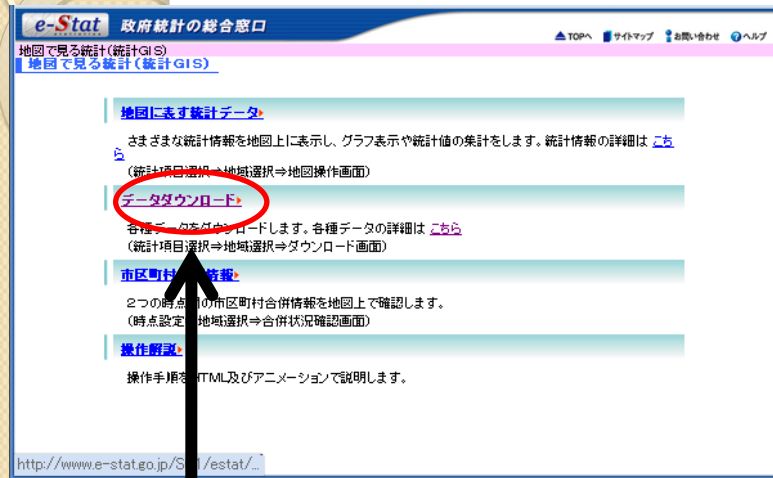 e-Stat 政府統計の総合窓口
TOPへ サイトマップ お問い合わせ ヘルプ
地図で見る統計(統計GIS)
地図で見る統計(統計GIS)
地図に表す統計データ
さまざまな統計情報を地図上に表示し、グラフ表示や統計値の集計をします。統計情報の詳細は こち
ら
(統計項目選択⇒地域選択⇒地図操作画面)
データダウンロード
各種データをダウンロードします。各種データの詳細は こちら
(統計項目選択⇒地域選択⇒ダウンロード画面)
市区町村 情報
2つの時点 の市区町村合併情報を地図上で確認します。
(時点設定 地域選択⇒合併状況確認画面)
操作解説
操作手順を HTML及びアニメーションで説明します。
http://www.e-stat.go.jp/S 1/estat/...